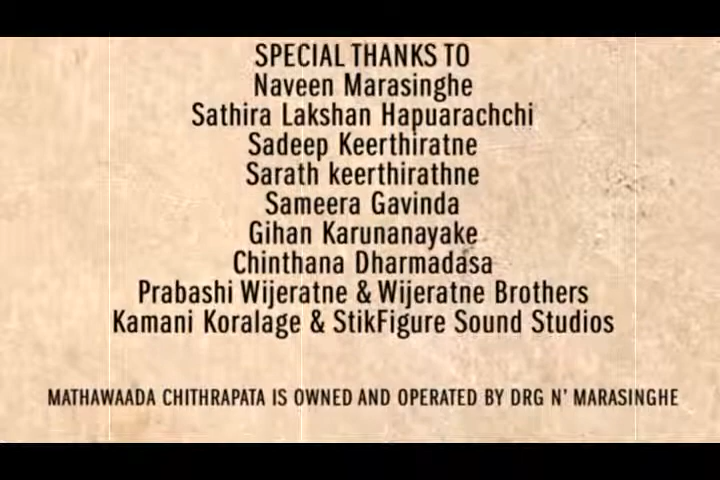 SPECIAL THANKS TO
Naveen Marasinghe
Sathira Lakshan Hapuarachchi
Sadeep Keerthiratne
Sarath keerthirathne
Sameera Gavinda
Gihan Karunanayake
Chinthana Dharmadasa
Prabashi Wijeratne & Wijeratne Brothers
Kamani Koralage & StikFigure Sound Studios
MATHAWAADA CHITHRAPATA IS OWNED AND OPERATED BY DRG N' MARASINGHE